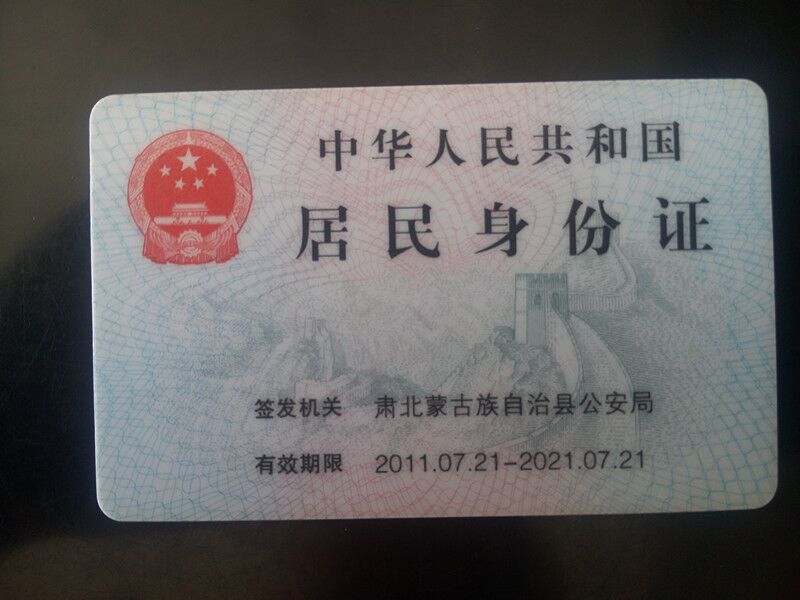 中华人民共和国
居民身份证
签发机关 肃北蒙古族自治县公安局
有效期限 2011.07.21-2021.07.21